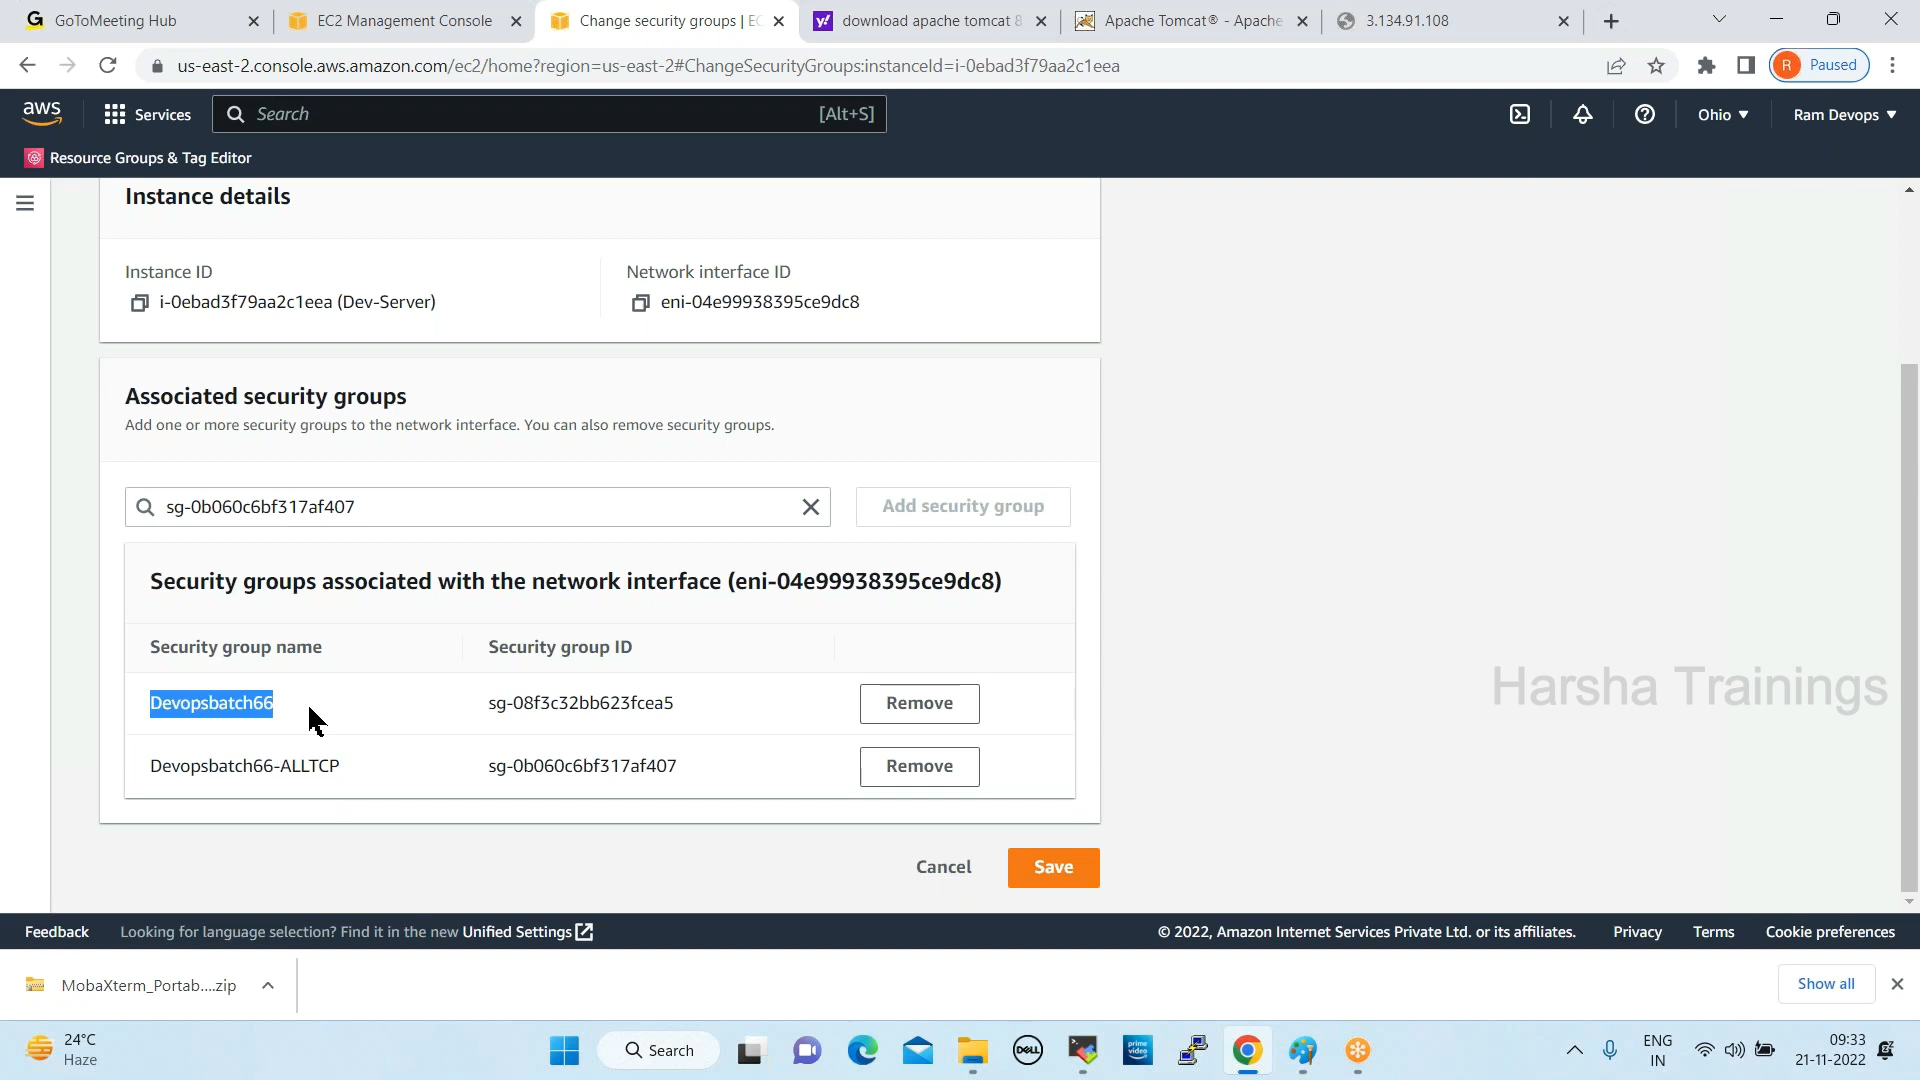 GoToMeeting Hub
EC2 Management Console
Change security groups | EC
download apache tomcat 8
Apache Tomcat® - Apache
3.134.91.108
us-east-2.console.aws.amazon.com/ec2/home?region=us-east-2#ChangeSecurityGroups:instanceId=i-0ebad3f79aa2c1eea
R Paused
aws
Services
Search
[Alt+S]
Ohio
Ram Devops
Resource Groups & Tag Editor
Instance details
Instance ID
Network interface ID
i-0ebad3f79aa2c1eea (Dev-Server)
eni-04e99938395ce9dc8
Associated security groups
Add one or more security groups to the network interface. You can also remove security groups.
sg-0b060c6bf317af407
Add security group
Security groups associated with the network interface (eni-04e99938395ce9dc8)
Security group name
Security group ID
Devopsbatch66
sg-08f3c32bb623fcea5
Remove
Devopsbatch66-ALLTCP
sg-0b060c6bf317af407
Remove
Harsha Trainings
Cancel
Save
Feedback
Looking for language selection? Find it in the new Unified Settings
© 2022, Amazon Internet Services Private Ltd. or its affiliates.
Privacy
Terms
Cookie preferences
MobaXterm_Portab....zip
Show all
24°C
Haze
Search
DELL
prime video
ENG
IN
09:33
21-11-2022